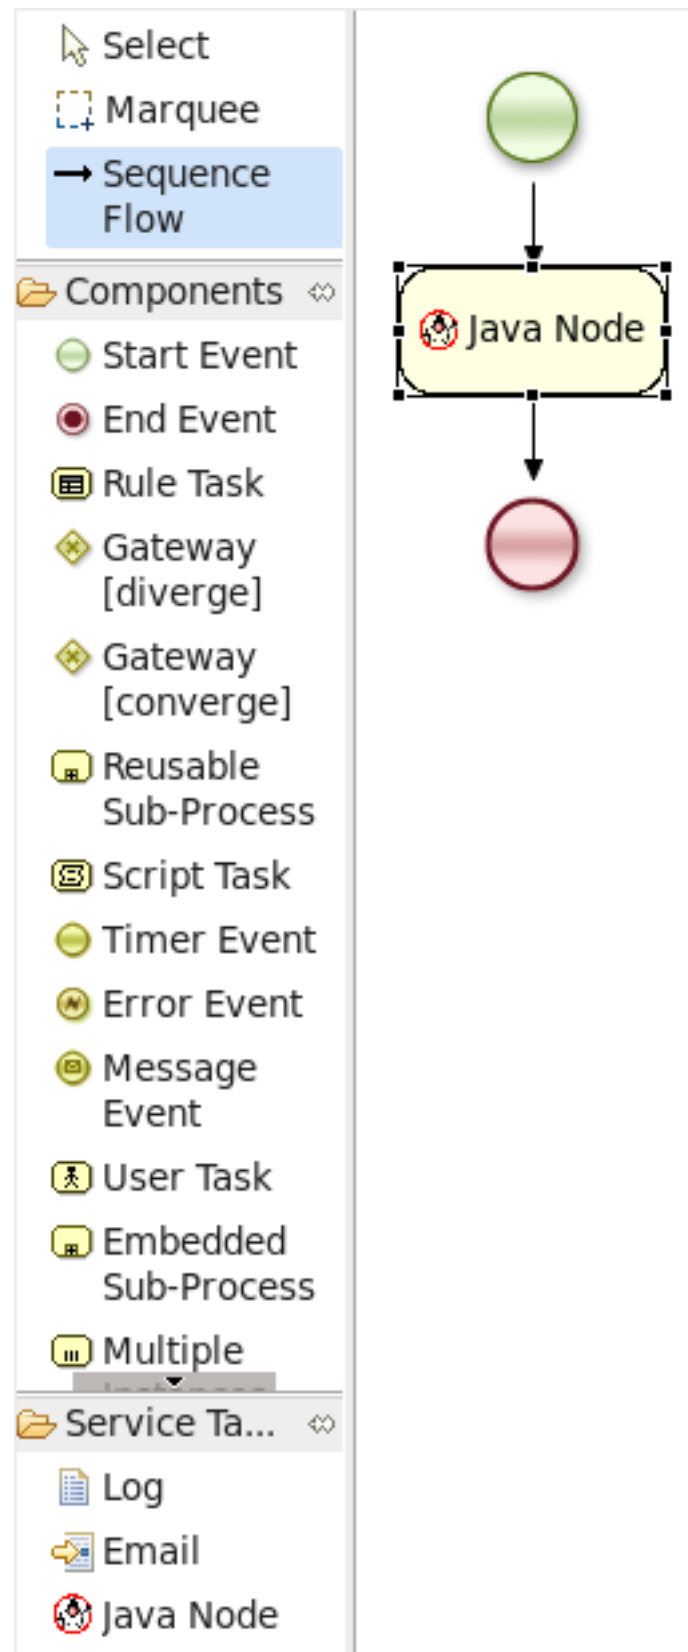 Select
Marquee
Sequence
Flow
Components
Start Event
End Event
Rule Task
Gateway
[diverge]
Gateway
[converge]
Reusable
Sub-Process
Script Task
Timer Event
Error Event
Message
Event
User Task
Embedded
Sub-Process
Multiple
Service Ta...
Log
Email
Java Node
Java Node